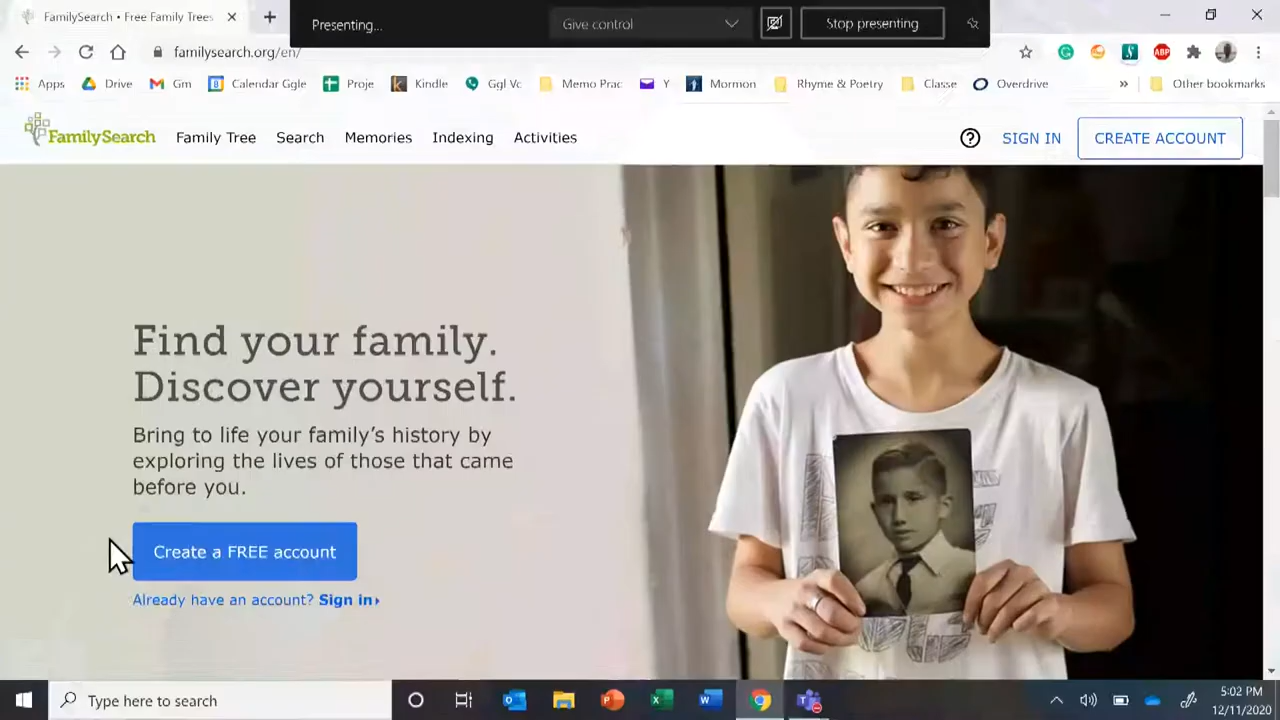 FamilySearch • Free Family Trees
Presenting...
Give control
Stop presenting
familysearch.org/en/
ABP
Apps
Drive
Gm
Calendar Ggle
Proje
Kindle
Ggl Vc
Memo Prac
Y
Mormon
Rhyme & Poetry
Classe
Overdrive
Other bookmarks
FamilySearch
Family Tree
Search
Memories
Indexing
Activities
SIGN IN
CREATE ACCOUNT
Find your family.
Discover yourself.
Bring to life your family's history by
exploring the lives of those that came
before you.
Create a FREE account
Already have an account? Sign in
Type here to search
5:02 PM
12/11/2020